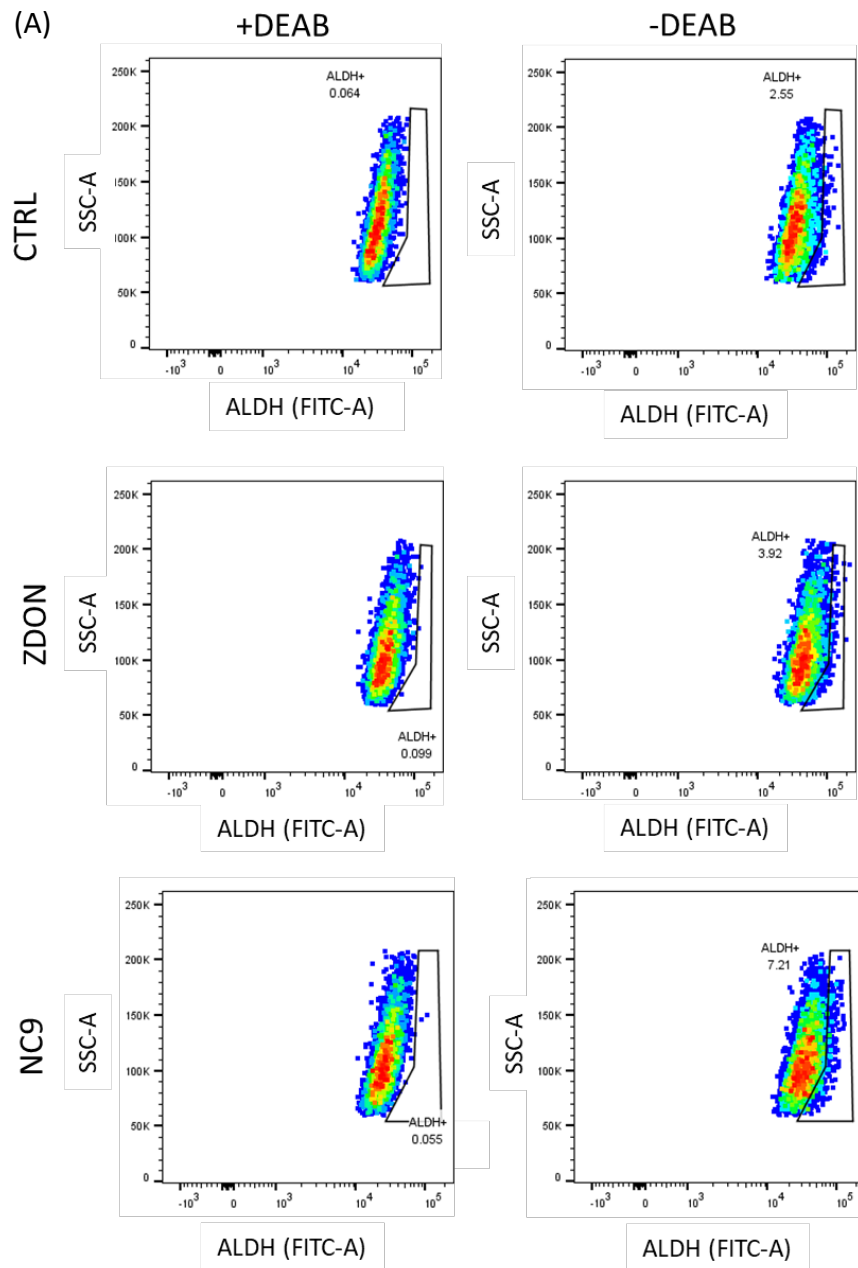 (A)
+DEAB
-DEAB
CTRL
SSC-A
250K
200K
150K
100K
50K
0
ALDH+
0.064
-10³ 0 10³ 10⁴ 10⁵
ALDH (FITC-A)
SSC-A
250K
200K
150K
100K
50K
0
ALDH+
2.55
-10³ 0 10³ 10⁴ 10⁵
ALDH (FITC-A)
ZDON
SSC-A
250K
200K
150K
100K
50K
0
ALDH+
0.099
-10³ 0 10³ 10⁴ 10⁵
ALDH (FITC-A)
SSC-A
250K
200K
150K
100K
50K
0
ALDH+
3.92
-10³ 0 10³ 10⁴ 10⁵
ALDH (FITC-A)
NC9
SSC-A
250K
200K
150K
100K
50K
0
ALDH+
0.055
-10³ 0 10³ 10⁴ 10⁵
ALDH (FITC-A)
SSC-A
250K
200K
150K
100K
50K
0
ALDH+
7.21
-10³ 0 10³ 10⁴ 10⁵
ALDH (FITC-A)